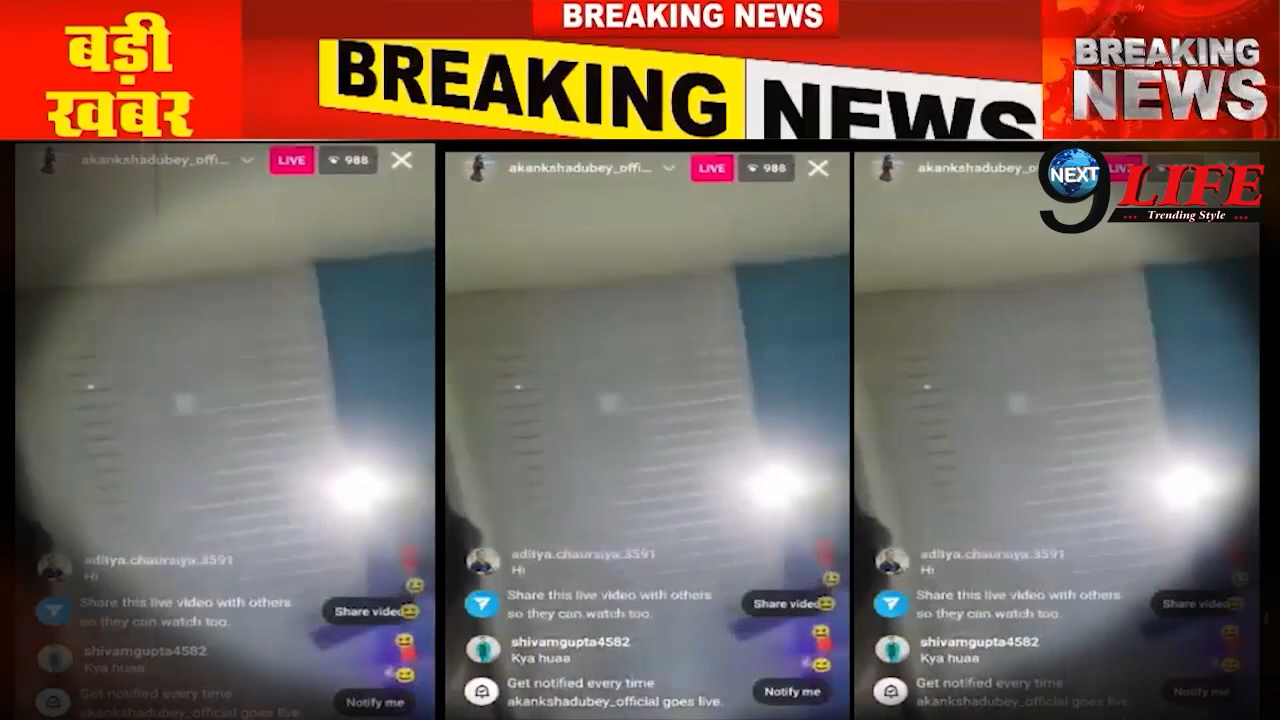 बड़ी
खबर
BREAKING NEWS
BREAKING NEWS
BREAKING
NEWS
NEXT
9 LIFE
... Trending Style ...
akankshadubey_offi... LIVE 988
aditya.chaurasiya.3591
Hi
Share this live video with others
so they can watch too.
Share video
shivamgupta4582
Kya huaa
Get notified every time
akankshadubey_official goes live.
Notify me
akankshadubey_offi... LIVE 988
aditya.chaurasiya.3591
Hi
Share this live video with others
so they can watch too.
Share video
shivamgupta4582
Kya huaa
Get notified every time
akankshadubey_official goes live.
Notify me
akankshadubey_o LIVE
aditya.chaurasiya.3591
Hi
Share this live video with others
so they can watch too.
Share video
shivamgupta4582
Kya huaa
Get notified every time
akankshadubey_official goes live.
Notify me